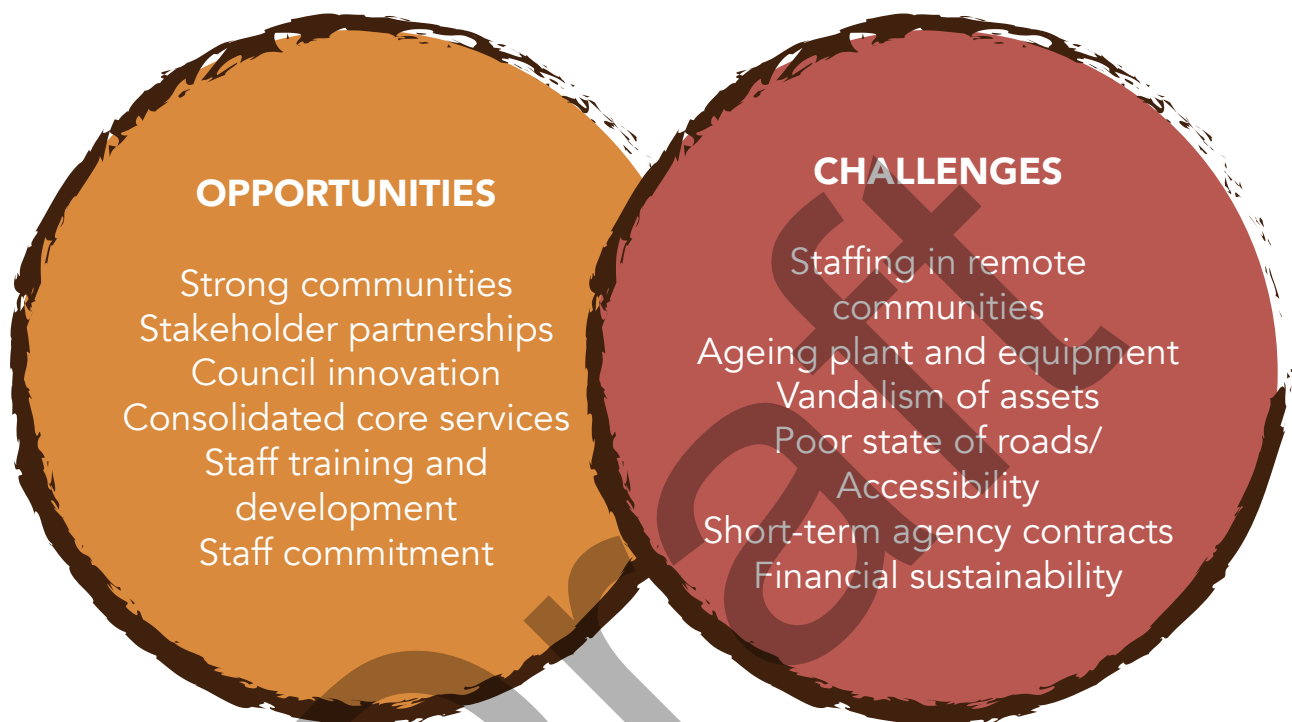 OPPORTUNITIES
Strong communities
Stakeholder partnerships
Council innovation
Consolidated core services
Staff training and
development
Staff commitment
CHALLENGES
Staffing in remote
communities
Ageing plant and equipment
Vandalism of assets
Poor state of roads/
Accessibility
Short-term agency contracts
Financial sustainability
Draft